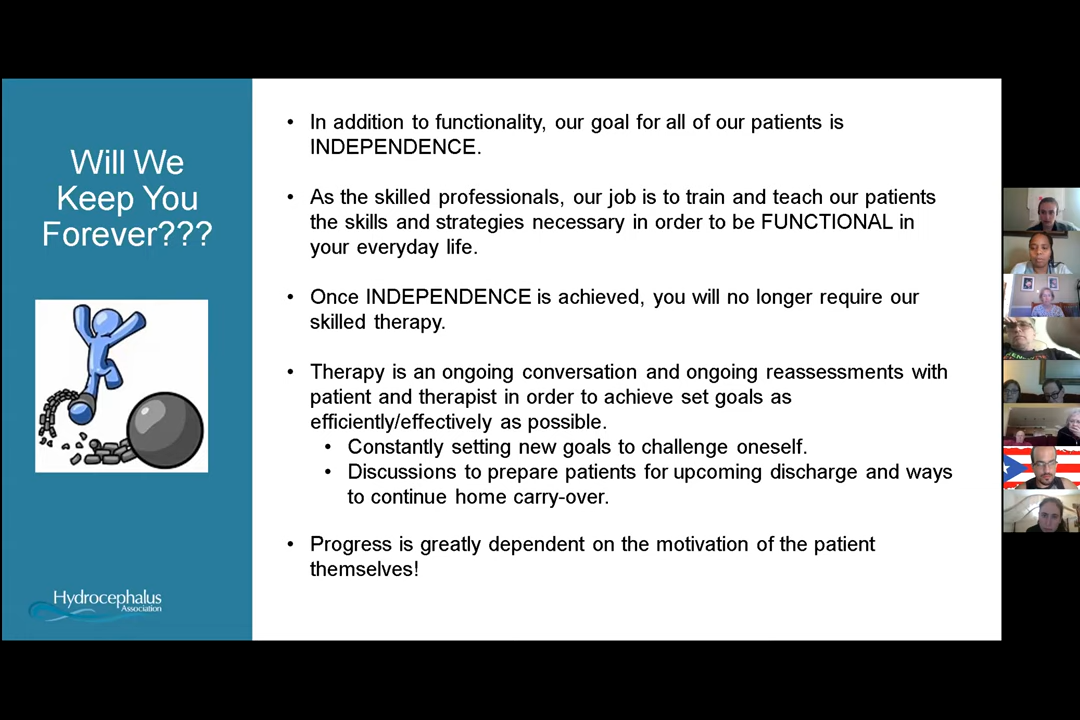 Will We
Keep You
Forever???
• In addition to functionality, our goal for all of our patients is
INDEPENDENCE.
• As the skilled professionals, our job is to train and teach our patients
the skills and strategies necessary in order to be FUNCTIONAL in
your everyday life.
• Once INDEPENDENCE is achieved, you will no longer require our
skilled therapy.
• Therapy is an ongoing conversation and ongoing reassessments with
patient and therapist in order to achieve set goals as
efficiently/effectively as possible.
• Constantly setting new goals to challenge oneself.
• Discussions to prepare patients for upcoming discharge and ways
to continue home carry-over.
• Progress is greatly dependent on the motivation of the patient
themselves!
Hydrocephalus
Association